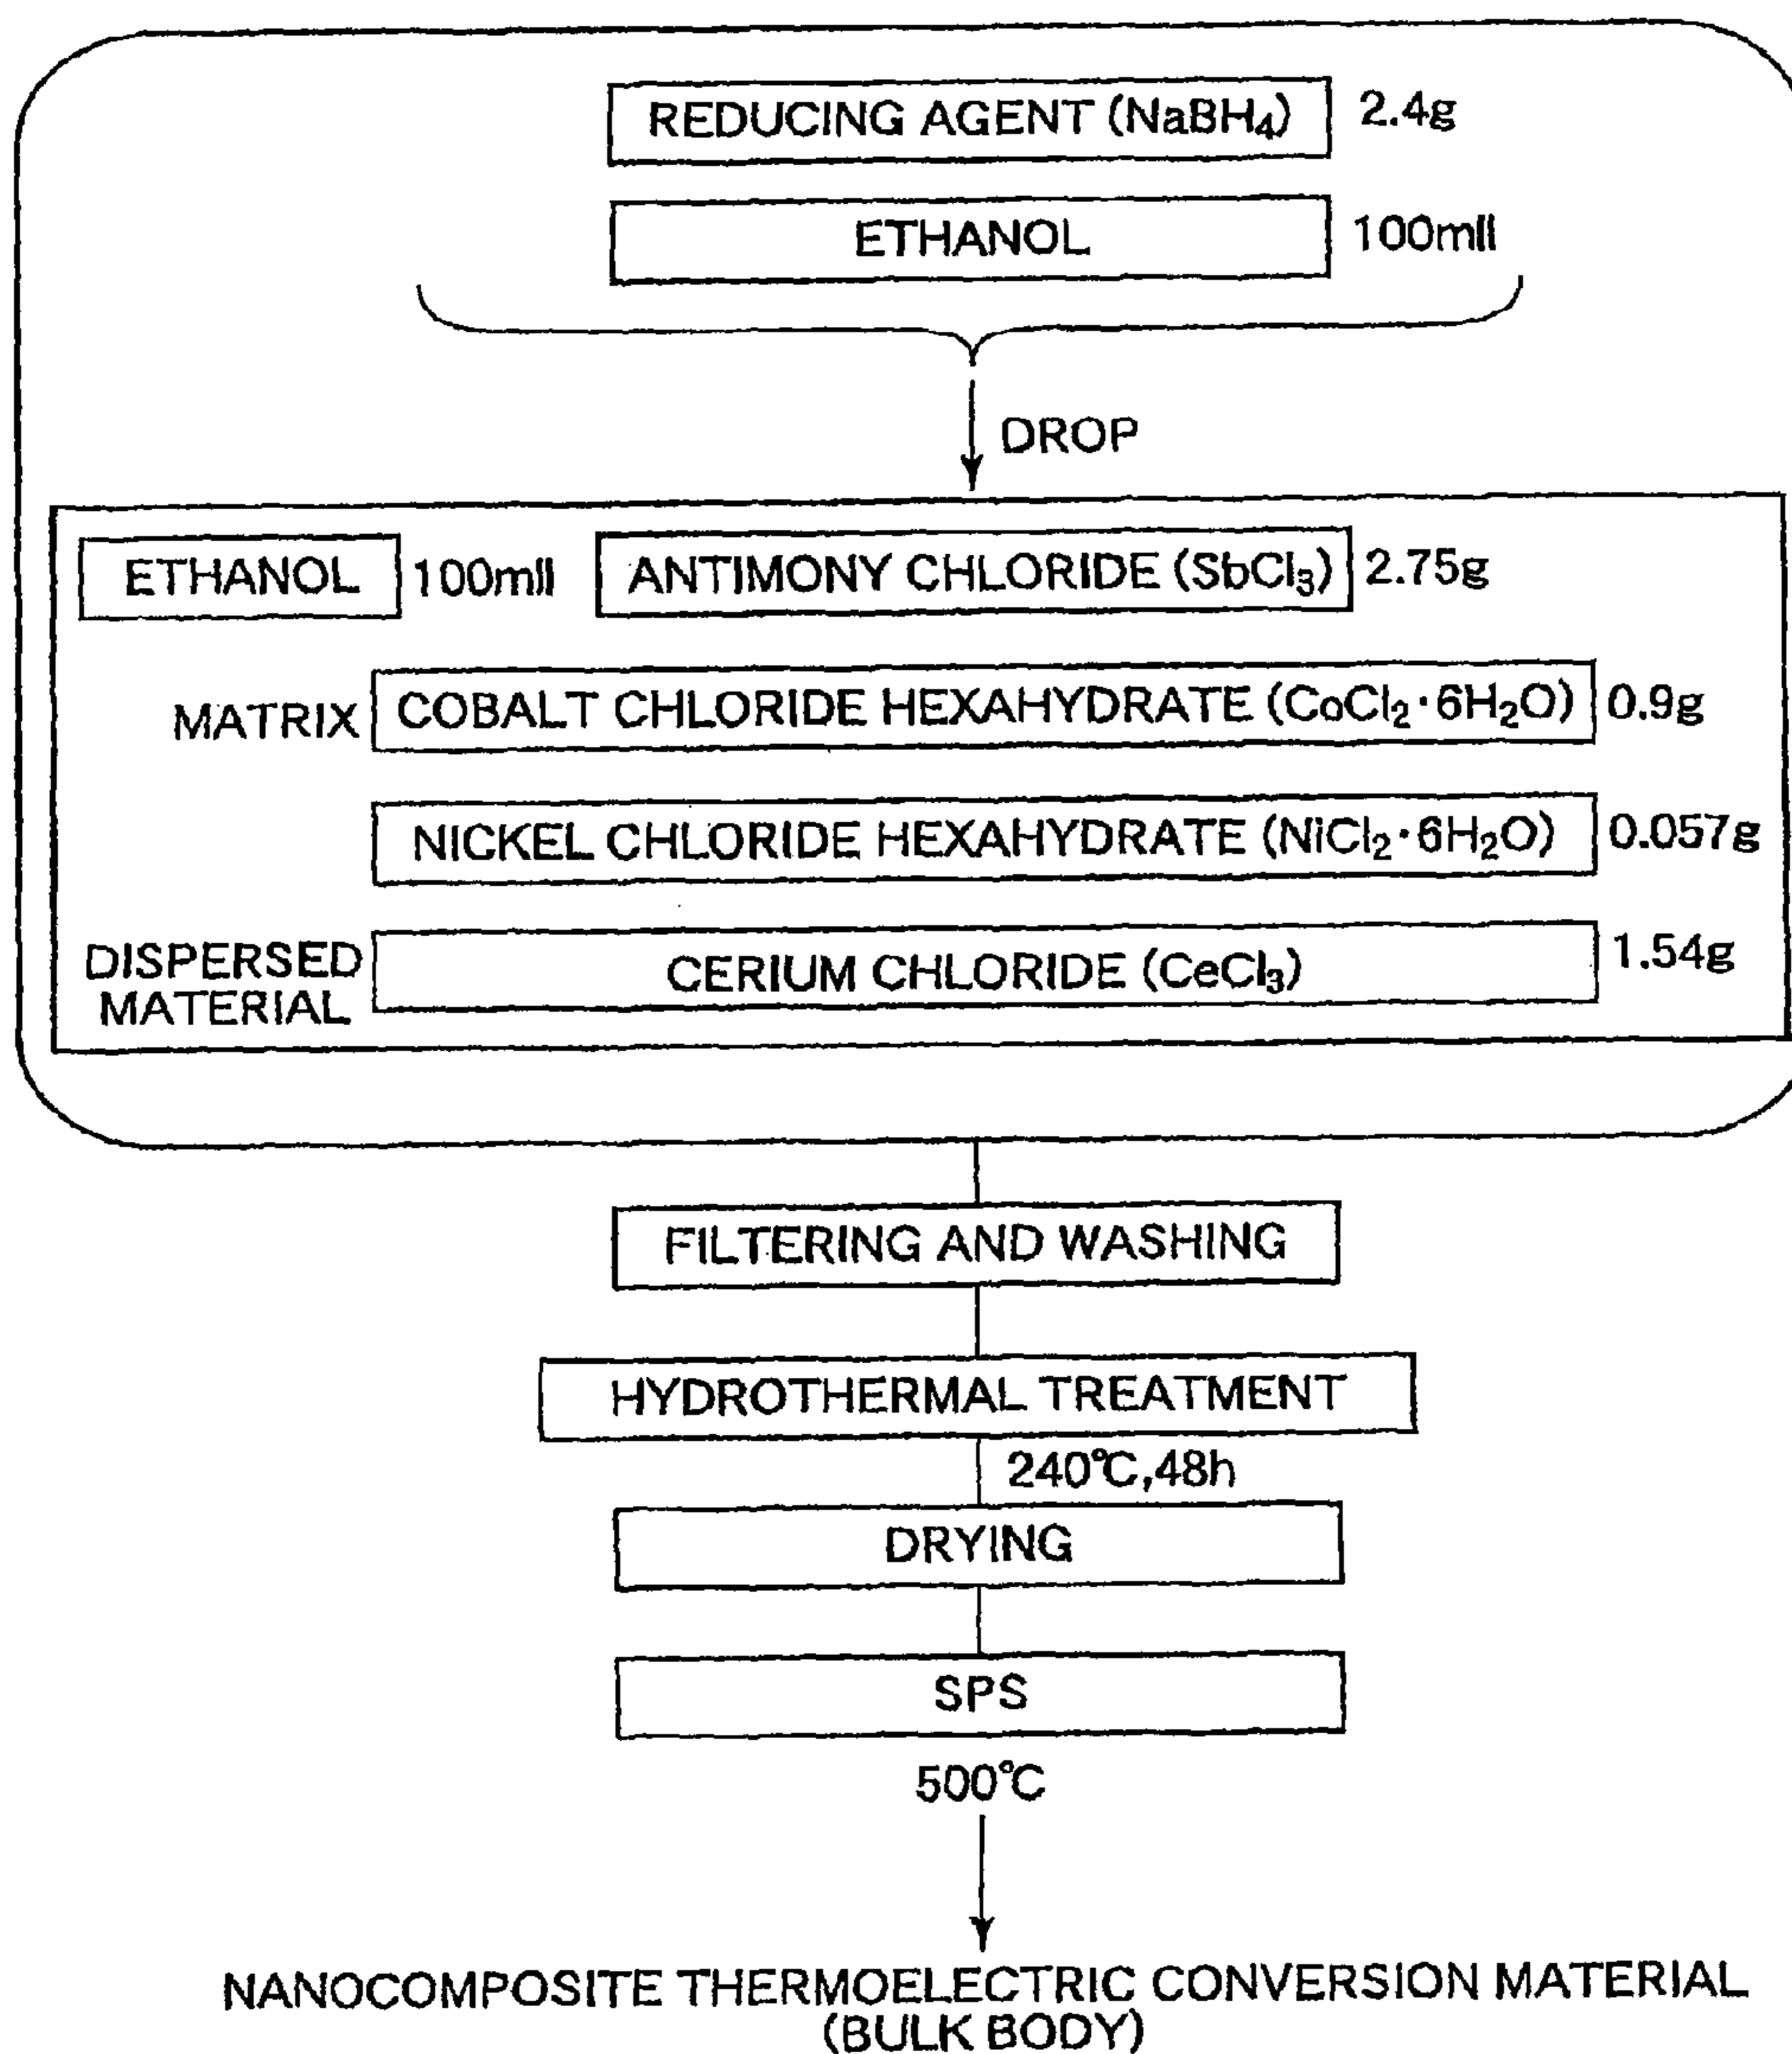 REDUCING AGENT (NaBH₄) 2.4g
ETHANOL 100mll
DROP
ETHANOL 100mll ANTIMONY CHLORIDE (SbCl₃) 2.75g
MATRIX COBALT CHLORIDE HEXAHYDRATE (CoCl₂·6H₂O) 0.9g
NICKEL CHLORIDE HEXAHYDRATE (NiCl₂·6H₂O) 0.057g
DISPERSED
MATERIAL
CERIUM CHLORIDE (CeCl₃) 1.54g
FILTERING AND WASHING
HYDROTHERMAL TREATMENT
240℃,48h
DRYING
SPS
500℃
NANOCOMPOSITE THERMOELECTRIC CONVERSION MATERIAL
(BULK BODY)